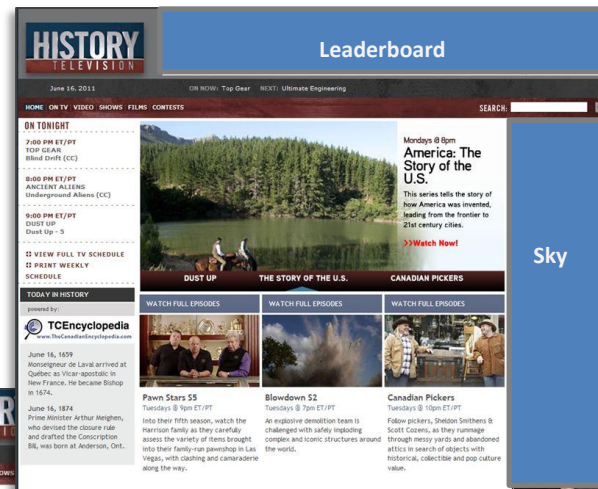 HISTORY
TELEVISION
Leaderboard
June 16, 2011
ON NOW: Top Gear NEXT: Ultimate Engineering
HOME ON TV VIDEO SHOWS FILMS CONTESTS
SEARCH:
ON TONIGHT
7:00 PM ET/PT
TOP GEAR
Blind Drift (CC)
8:00 PM ET/PT
ANCIENT ALIENS
Underground Aliens (CC)
9:00 PM ET/PT
DUST UP
Dust Up - 5
VIEW FULL TV SCHEDULE
PRINT WEEKLY
SCHEDULE
Mondays @ 8pm
America: The
Story of the
U.S.
This series tells the story of
how America was invented,
leading from the frontier to
21st century cities.
>>Watch Now!
DUST UP THE STORY OF THE U.S. CANADIAN PICKERS
Sky
TODAY IN HISTORY
powered by:
TCEncyclopedia
www.TheCanadianEncyclopedia.com
June 16, 1659
Monseigneur de Laval arrived at
Québec as Vicar-apostolic in
New France. He became Bishop
in 1674.
June 16, 1874
Prime Minister Arthur Meighen,
who devised the closure rule
and drafted the Conscription
Bill, was born at Anderson, Ont.
WATCH FULL EPISODES
Pawn Stars S5
Tuesdays @ 9pm ET/PT
Into their fifth season, watch the
Harrison family as they carefully
assess the variety of items brought
into their family-run pawnshop in Las
Vegas, with clashing and camaraderie
along the way.
WATCH FULL EPISODES
Blowdown S2
Tuesdays @ 7pm ET/PT
An explosive demolition team is
challenged with safely imploding
complex and iconic structures around
the world.
WATCH FULL EPISODES
Canadian Pickers
Tuesdays @ 10pm ET/PT
Follow pickers, Sheldon Smithens &
Scott Cozens, as they rummage
through messy yards and abandoned
attics in search of objects with
historical, collectible and pop culture
value.